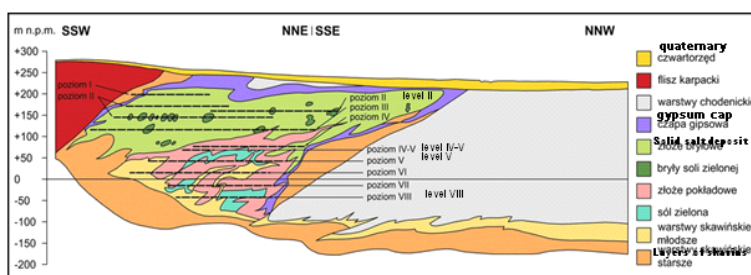 m n.p.m. SSW NNE | SSE NNW
+300
+250
+200
+150
+100
+50
0
-50
-100
-150
-200
poziom I
poziom II
poziom II level II
poziom III
poziom IV
poziom IV-V level IV-V
poziom V level V
poziom VI
poziom VII
poziom VIII level VIII
quaternary
czwartorzęd
flisz karpacki
warstwy chodenickie
gypsum cap
czapa gipsowa
Solid salt deposit
złoże bryłowe
bryły soli zielonej
złoże pokładowe
sól zielona
warstwy skawińskie
młodsze
warstwy skawińskie
Layers of
starsze